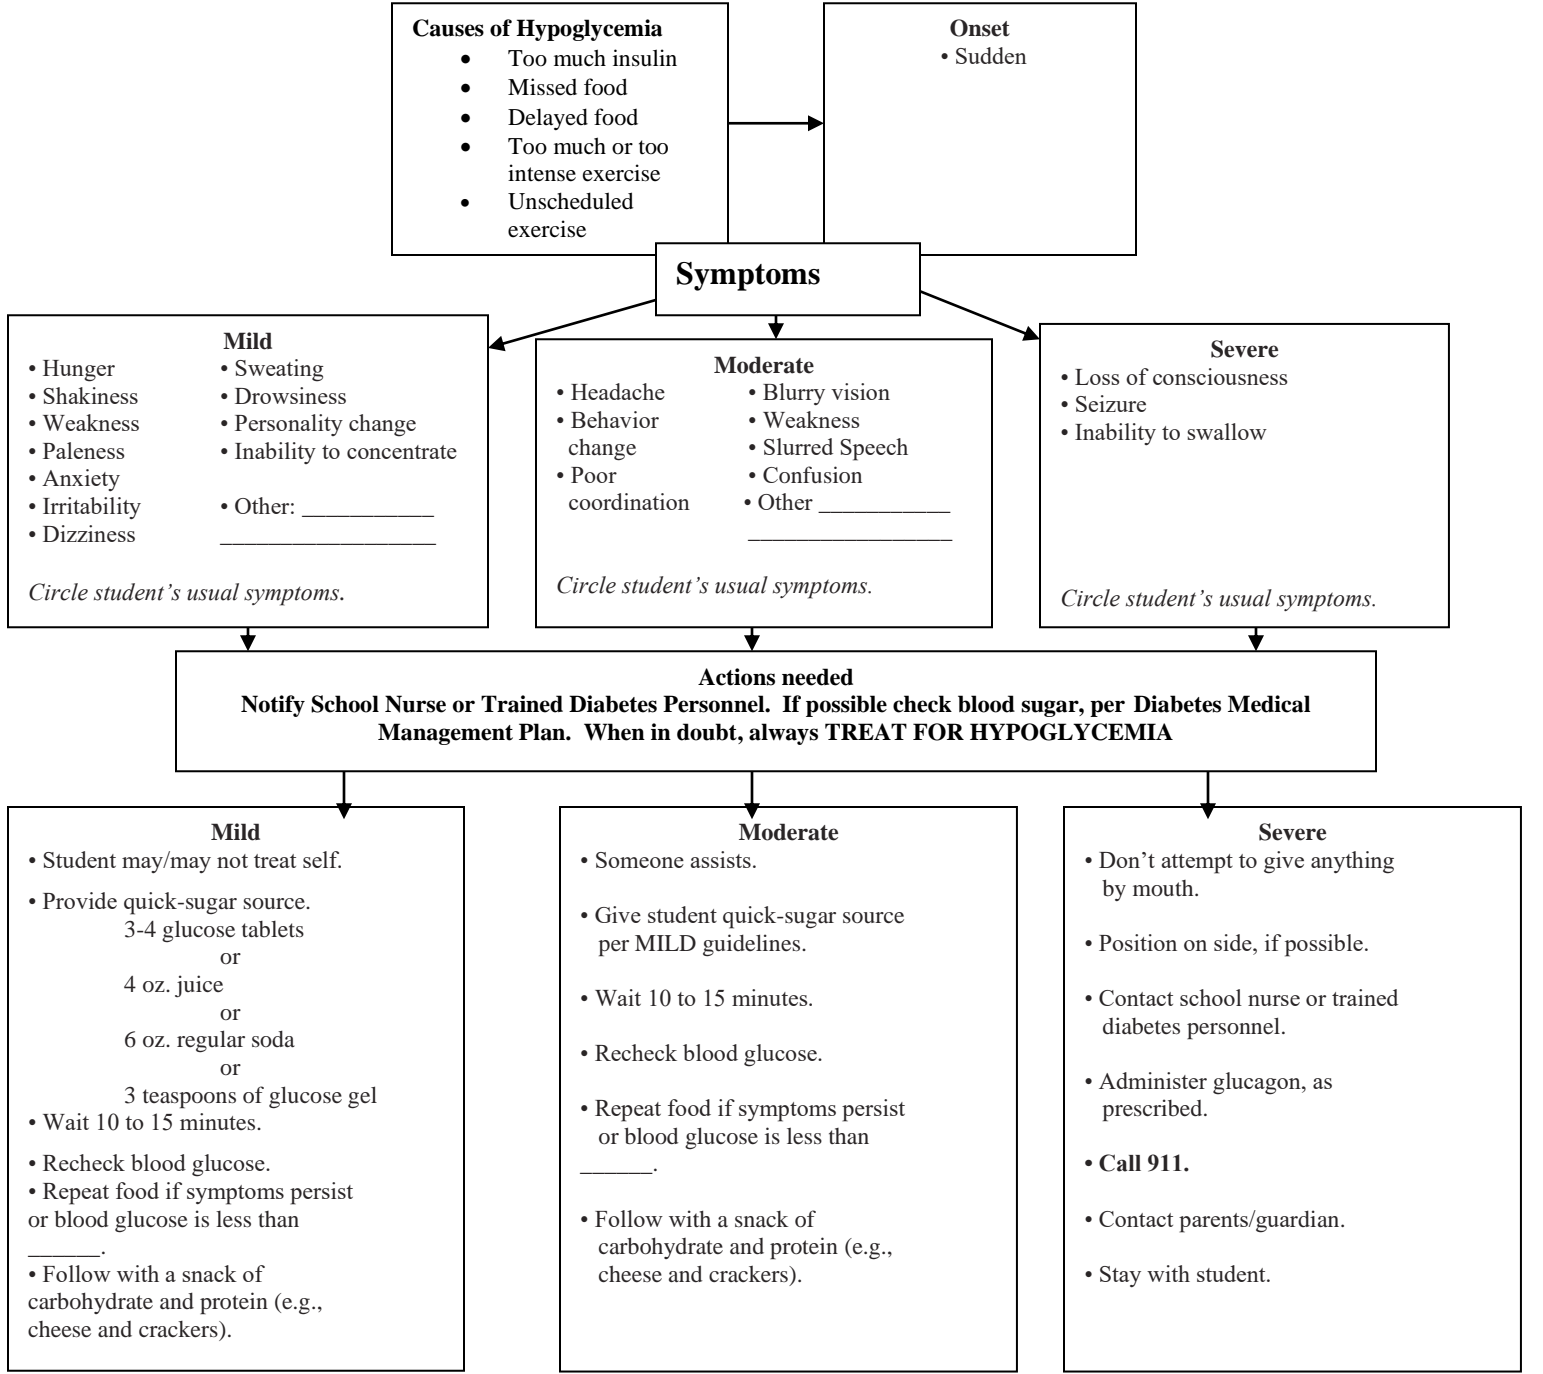 Causes of Hypoglycemia
• Too much insulin
• Missed food
• Delayed food
• Too much or too
intense exercise
• Unscheduled
exercise
Onset
• Sudden
Symptoms
Mild
• Hunger
• Shakiness
• Weakness
• Paleness
• Anxiety
• Irritability
• Dizziness
• Sweating
• Drowsiness
• Personality change
• Inability to concentrate
• Other: ___________
__________________
Circle student’s usual symptoms.
Moderate
• Headache
• Behavior
change
• Poor
coordination
• Blurry vision
• Weakness
• Slurred Speech
• Confusion
• Other ___________
_________________
Circle student’s usual symptoms.
Severe
• Loss of consciousness
• Seizure
• Inability to swallow
Circle student’s usual symptoms.
Actions needed
Notify School Nurse or Trained Diabetes Personnel. If possible check blood sugar, per Diabetes Medical
Management Plan. When in doubt, always TREAT FOR HYPOGLYCEMIA
Mild
• Student may/may not treat self.
• Provide quick-sugar source.
3-4 glucose tablets
or
4 oz. juice
or
6 oz. regular soda
or
3 teaspoons of glucose gel
• Wait 10 to 15 minutes.
• Recheck blood glucose.
• Repeat food if symptoms persist
or blood glucose is less than
______.
• Follow with a snack of
carbohydrate and protein (e.g.,
cheese and crackers).
Moderate
• Someone assists.
• Give student quick-sugar source
per MILD guidelines.
• Wait 10 to 15 minutes.
• Recheck blood glucose.
• Repeat food if symptoms persist
or blood glucose is less than
______.
• Follow with a snack of
carbohydrate and protein (e.g.,
cheese and crackers).
Severe
• Don’t attempt to give anything
by mouth.
• Position on side, if possible.
• Contact school nurse or trained
diabetes personnel.
• Administer glucagon, as
prescribed.
• Call 911.
• Contact parents/guardian.
• Stay with student.